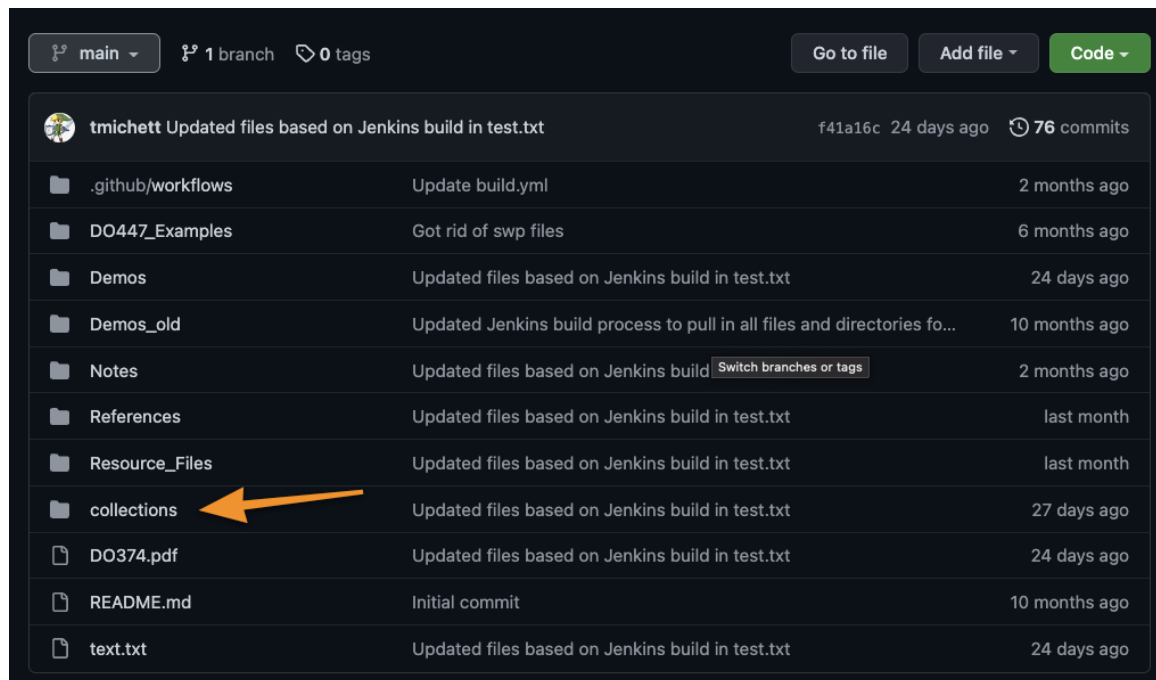 main 1 branch 0 tags Go to file Add file Code
tmichett Updated files based on Jenkins build in test.txt f41a16c 24 days ago 76 commits
.github/workflows Update build.yml 2 months ago
DO447_Examples Got rid of swp files 6 months ago
Demos Updated files based on Jenkins build in test.txt 24 days ago
Demos_old Updated Jenkins build process to pull in all files and directories fo... 10 months ago
Notes Updated files based on Jenkins build Switch branches or tags 2 months ago
References Updated files based on Jenkins build in test.txt last month
Resource_Files Updated files based on Jenkins build in test.txt last month
collections Updated files based on Jenkins build in test.txt 27 days ago
DO374.pdf Updated files based on Jenkins build in test.txt 24 days ago
README.md Initial commit 10 months ago
text.txt Updated files based on Jenkins build in test.txt 24 days ago